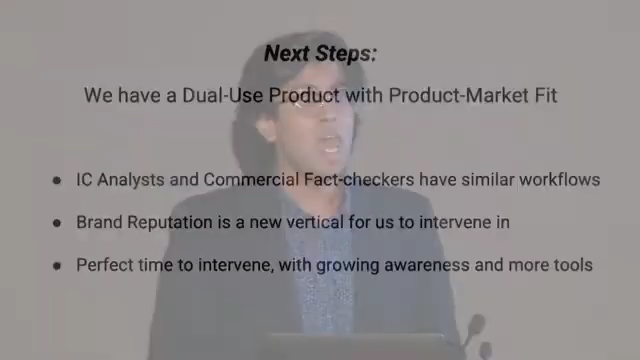 Next Steps:
We have a Dual-Use Product with Product-Market Fit
● IC Analysts and Commercial Fact-checkers have similar workflows
● Brand Reputation is a new vertical for us to intervene in
● Perfect time to intervene, with growing awareness and more tools